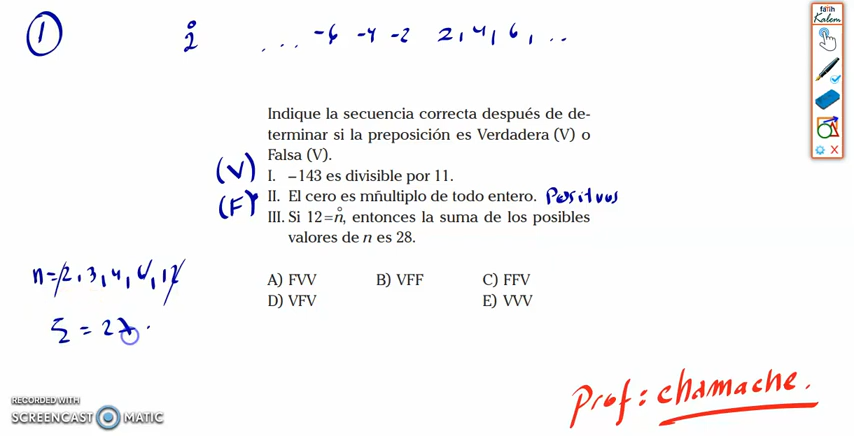 1 2° ... -6 -4 -2 2, 4, 6, ...
fatih
Kalem
Indique la secuencia correcta después de de-
terminar si la preposición es Verdadera (V) o
Falsa (V).
(V) I. −143 es divisible por 11.
(F) II. El cero es mñultiplo de todo entero. Positivos
III. Si 12=n̊, entonces la suma de los posibles
valores de n es 28.
n= 2, 3, 4, 6, 12
A) FVV B) VFF C) FFV
D) VFV E) VVV
Σ = 27
Prof: chamache.
RECORDED WITH
SCREENCAST MATIC